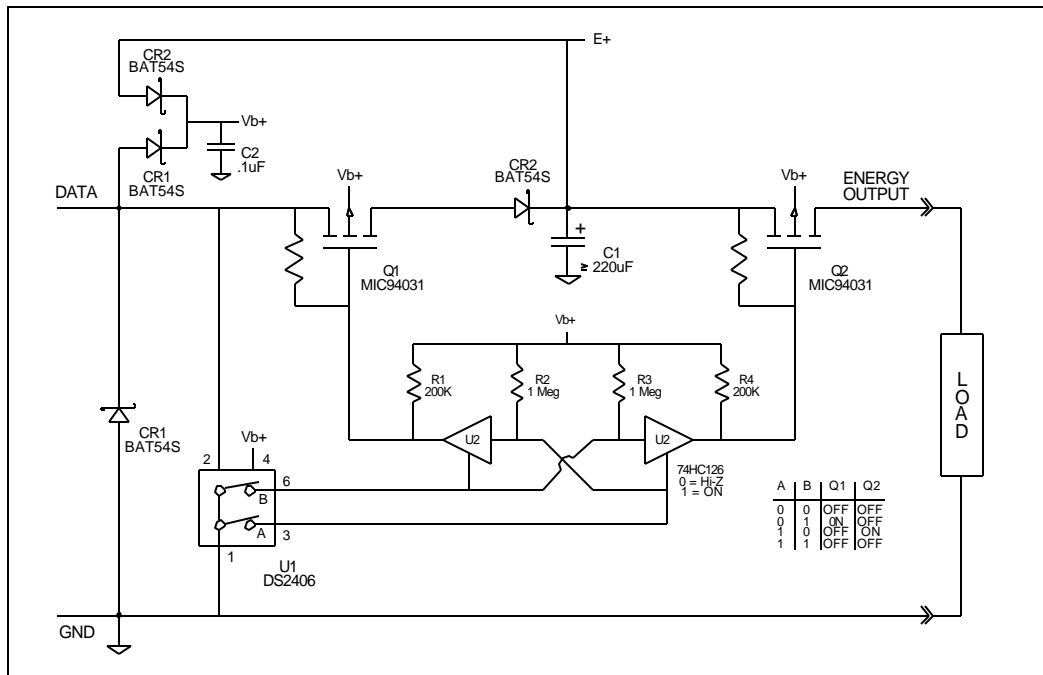 E+
CR2
BAT54S
Vb+
C2
.1uF
CR1
BAT54S
DATA
Vb+
CR2
BAT54S
Vb+
ENERGY
OUTPUT
+
C1
≥ 220uF
Q1
MIC94031
Q2
MIC94031
Vb+
R1
200K
R2
1 Meg
R3
1 Meg
R4
200K
LOAD
U2
U2
74HC126
0 = Hi-Z
1 = ON
CR1
BAT54S
Vb+
2
4
6
B
A
3
1
U1
DS2406
A B Q1 Q2
0 0 OFF OFF
0 1 0N OFF
1 0 OFF ON
1 1 OFF OFF
GND